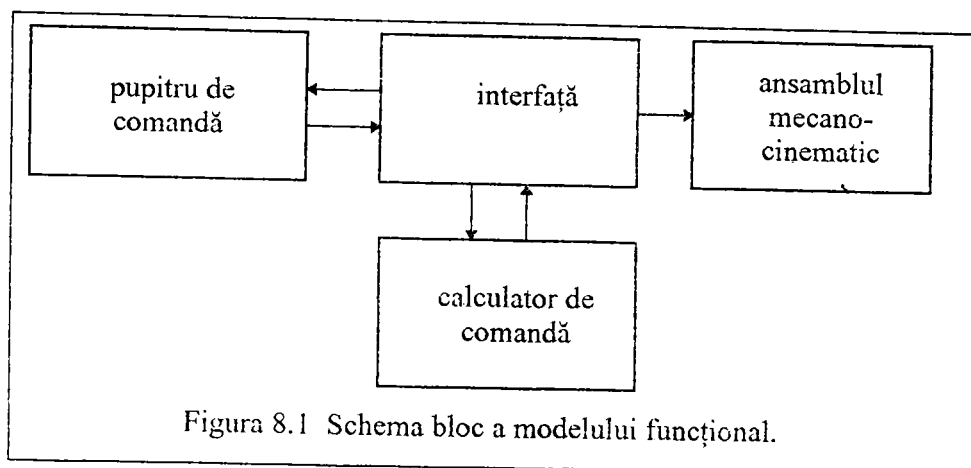 pupitru de
comandă
interfață
ansamblul
mecano-
cinematic
calculator de
comandă
Figura 8.1 Schema bloc a modelului funcțional.